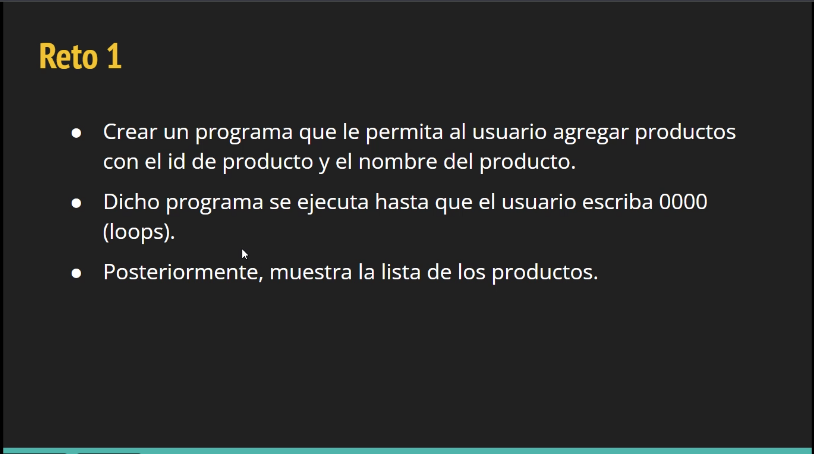 Reto 1
● Crear un programa que le permita al usuario agregar productos
con el id de producto y el nombre del producto.
● Dicho programa se ejecuta hasta que el usuario escriba 0000
(loops).
● Posteriormente, muestra la lista de los productos.